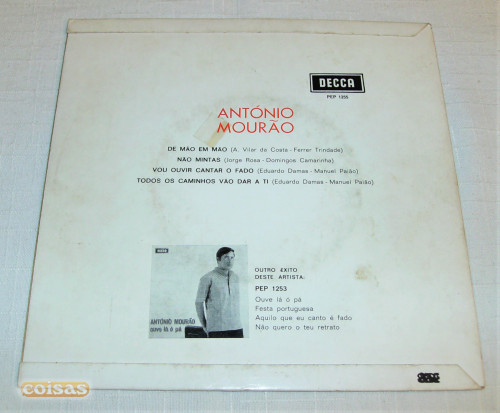 DECCA
PEP 1255
ANTÓNIO
MOURÃO
DE MÃO EM MÃO (A. Vilar da Costa - Ferrer Trindade)
NÃO MINTAS (Jorge Rosa - Domingos Camarinha)
VOU OUVIR CANTAR O FADO (Eduardo Damas - Manuel Paião)
TODOS OS CAMINHOS VÃO DAR A TI (Eduardo Damas - Manuel Paião)
DECCA
ANTÓNIO MOURÃO
ouve lá ó pá
OUTRO ÊXITO
DESTE ARTISTA:
PEP 1253
Ouve lá ó pá
Festa portuguesa
Aquilo que eu canto é fado
Não quero o teu retrato
coisas